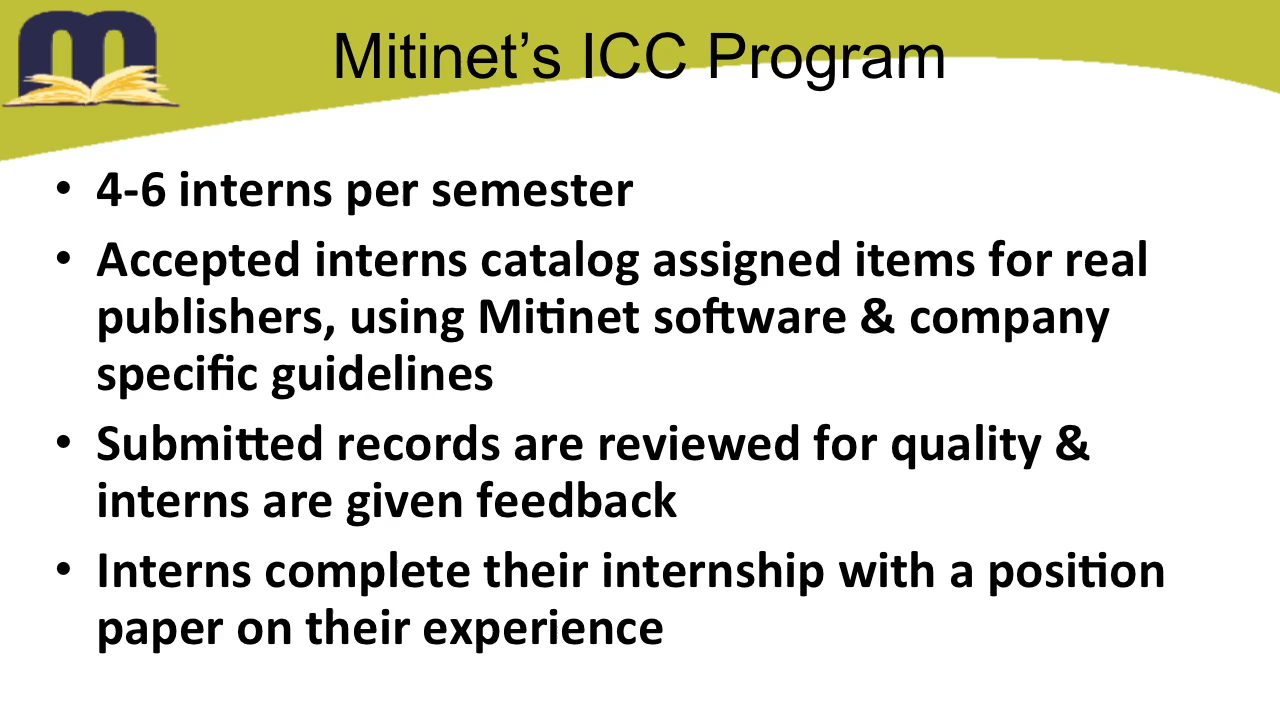 Mitinet’s ICC Program
• 4-6 interns per semester
• Accepted interns catalog assigned items for real
publishers, using Mitinet software & company
specific guidelines
• Submitted records are reviewed for quality &
interns are given feedback
• Interns complete their internship with a position
paper on their experience